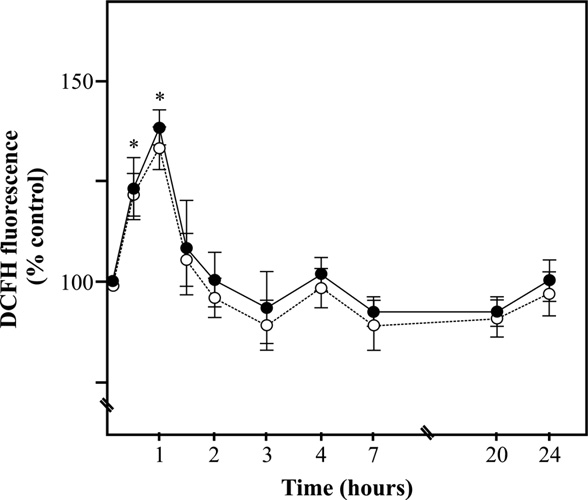 150
100
DCFH fluorescence
(% control)
*
*
1 2 3 4 7 20 24
Time (hours)